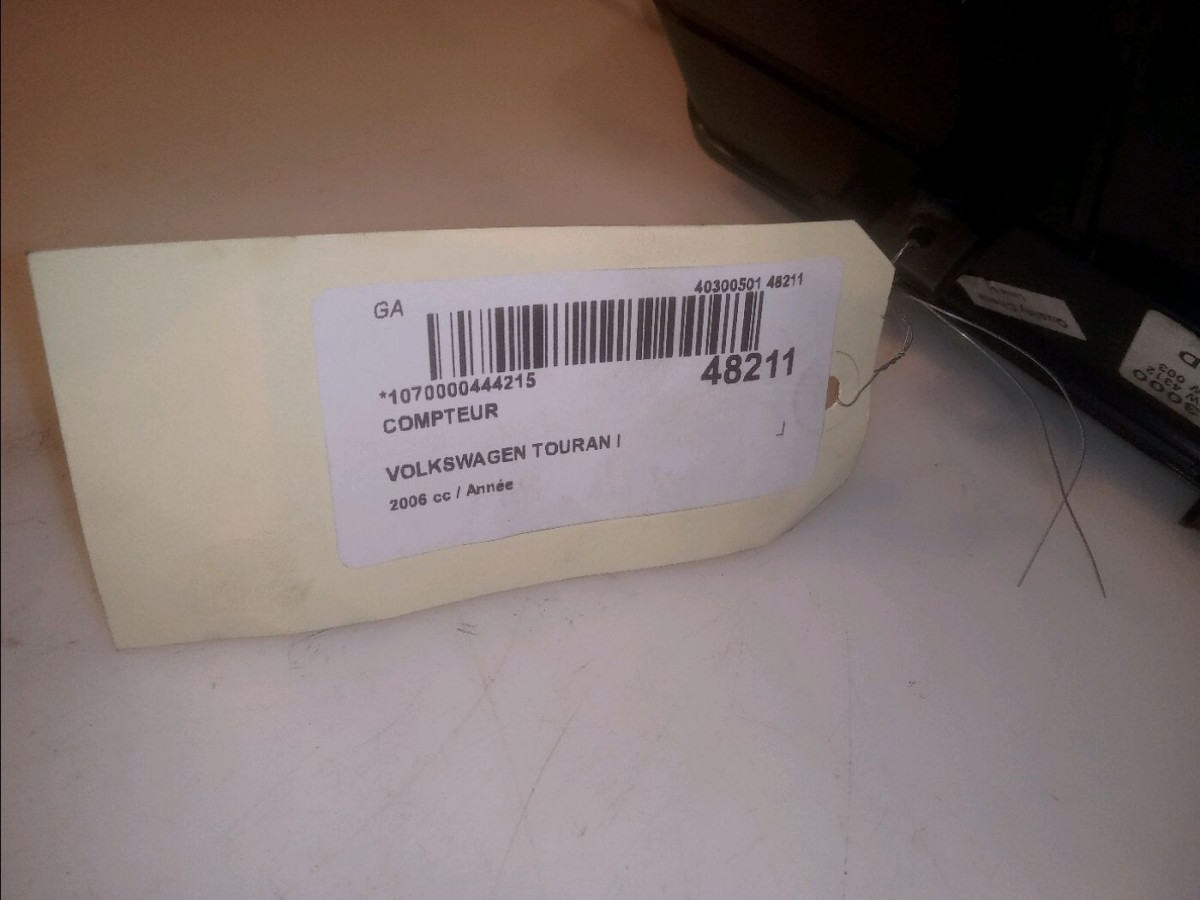 GA
40300501 48211
*1070000444215
48211
COMPTEUR
VOLKSWAGEN TOURAN I
2006 cc / Année